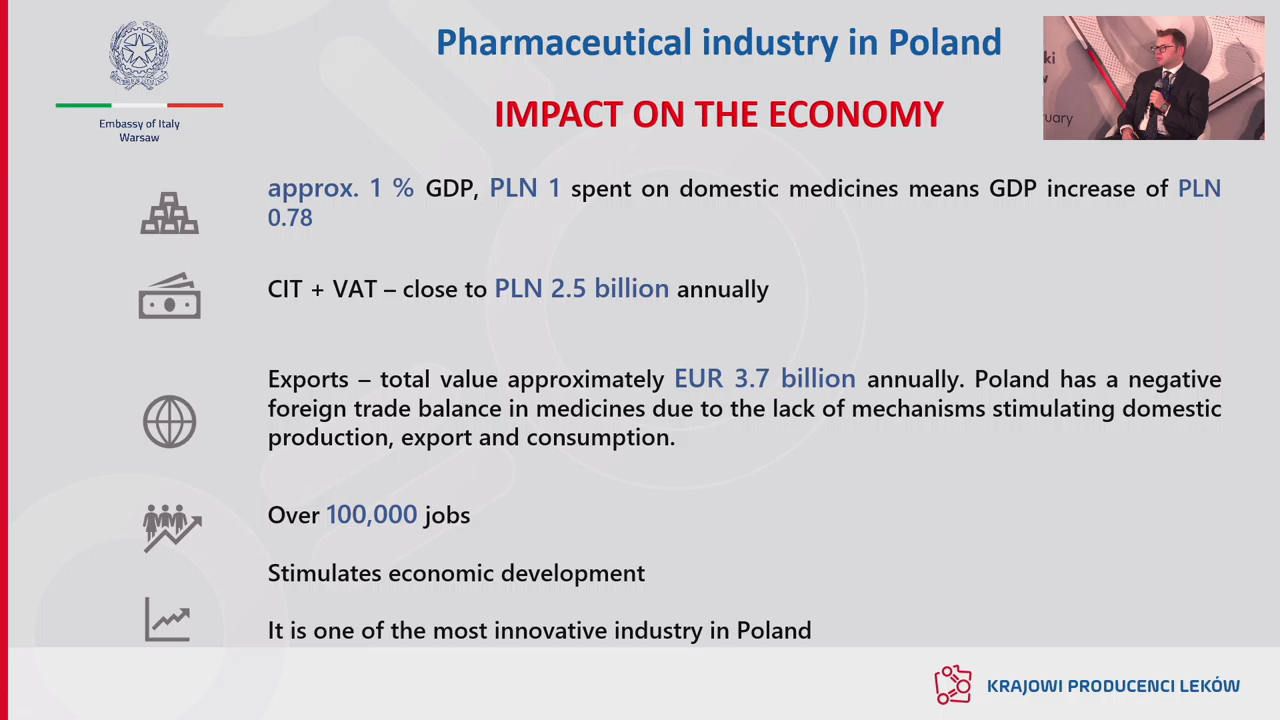 Embassy of Italy
Warsaw
Pharmaceutical industry in Poland
IMPACT ON THE ECONOMY
ki
w
uary
approx. 1 % GDP, PLN 1 spent on domestic medicines means GDP increase of PLN
0.78
CIT + VAT – close to PLN 2.5 billion annually
Exports – total value approximately EUR 3.7 billion annually. Poland has a negative
foreign trade balance in medicines due to the lack of mechanisms stimulating domestic
production, export and consumption.
Over 100,000 jobs
Stimulates economic development
It is one of the most innovative industry in Poland
KRAJOWI PRODUCENCI LEKÓW